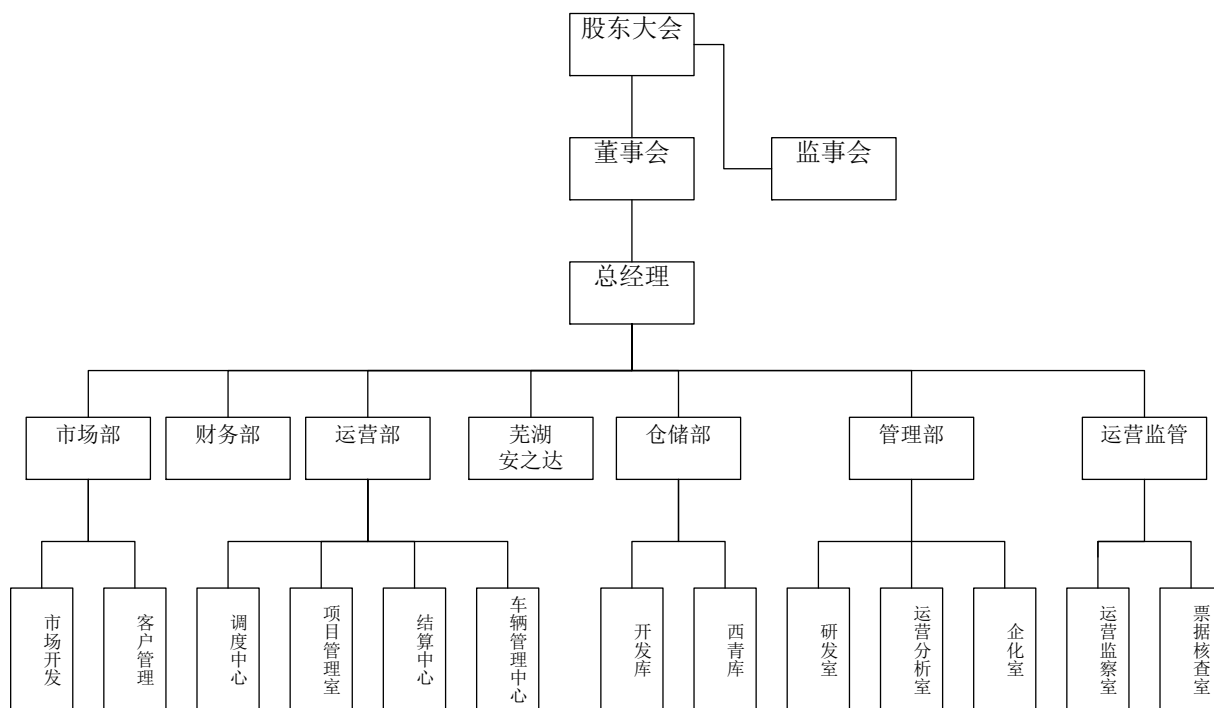 股东大会
董事会
监事会
总经理
市场部
财务部
运营部
芜湖
安之达
仓储部
管理部
运营监管
市场开发
客户管理
调度中心
项目管理室
结算中心
车辆管理中心
开发库
西青库
研发室
运营分析室
企化室
运营监察室
票据核查室